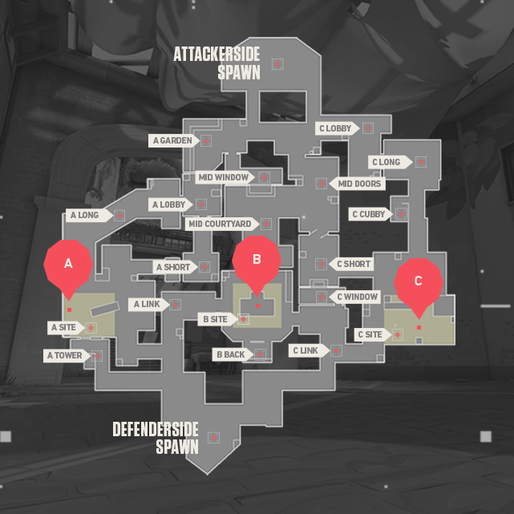 ATTACKERSIDE
SPAWN
C LOBBY
A GARDEN
C LONG
MID WINDOW
MID DOORS
A LOBBY
A LONG
C CUBBY
MID COURTYARD
A
B
C
A SHORT
C SHORT
A LINK
C WINDOW
B SITE
A SITE
C SITE
A TOWER
B BACK
C LINK
DEFENDERSIDE
SPAWN